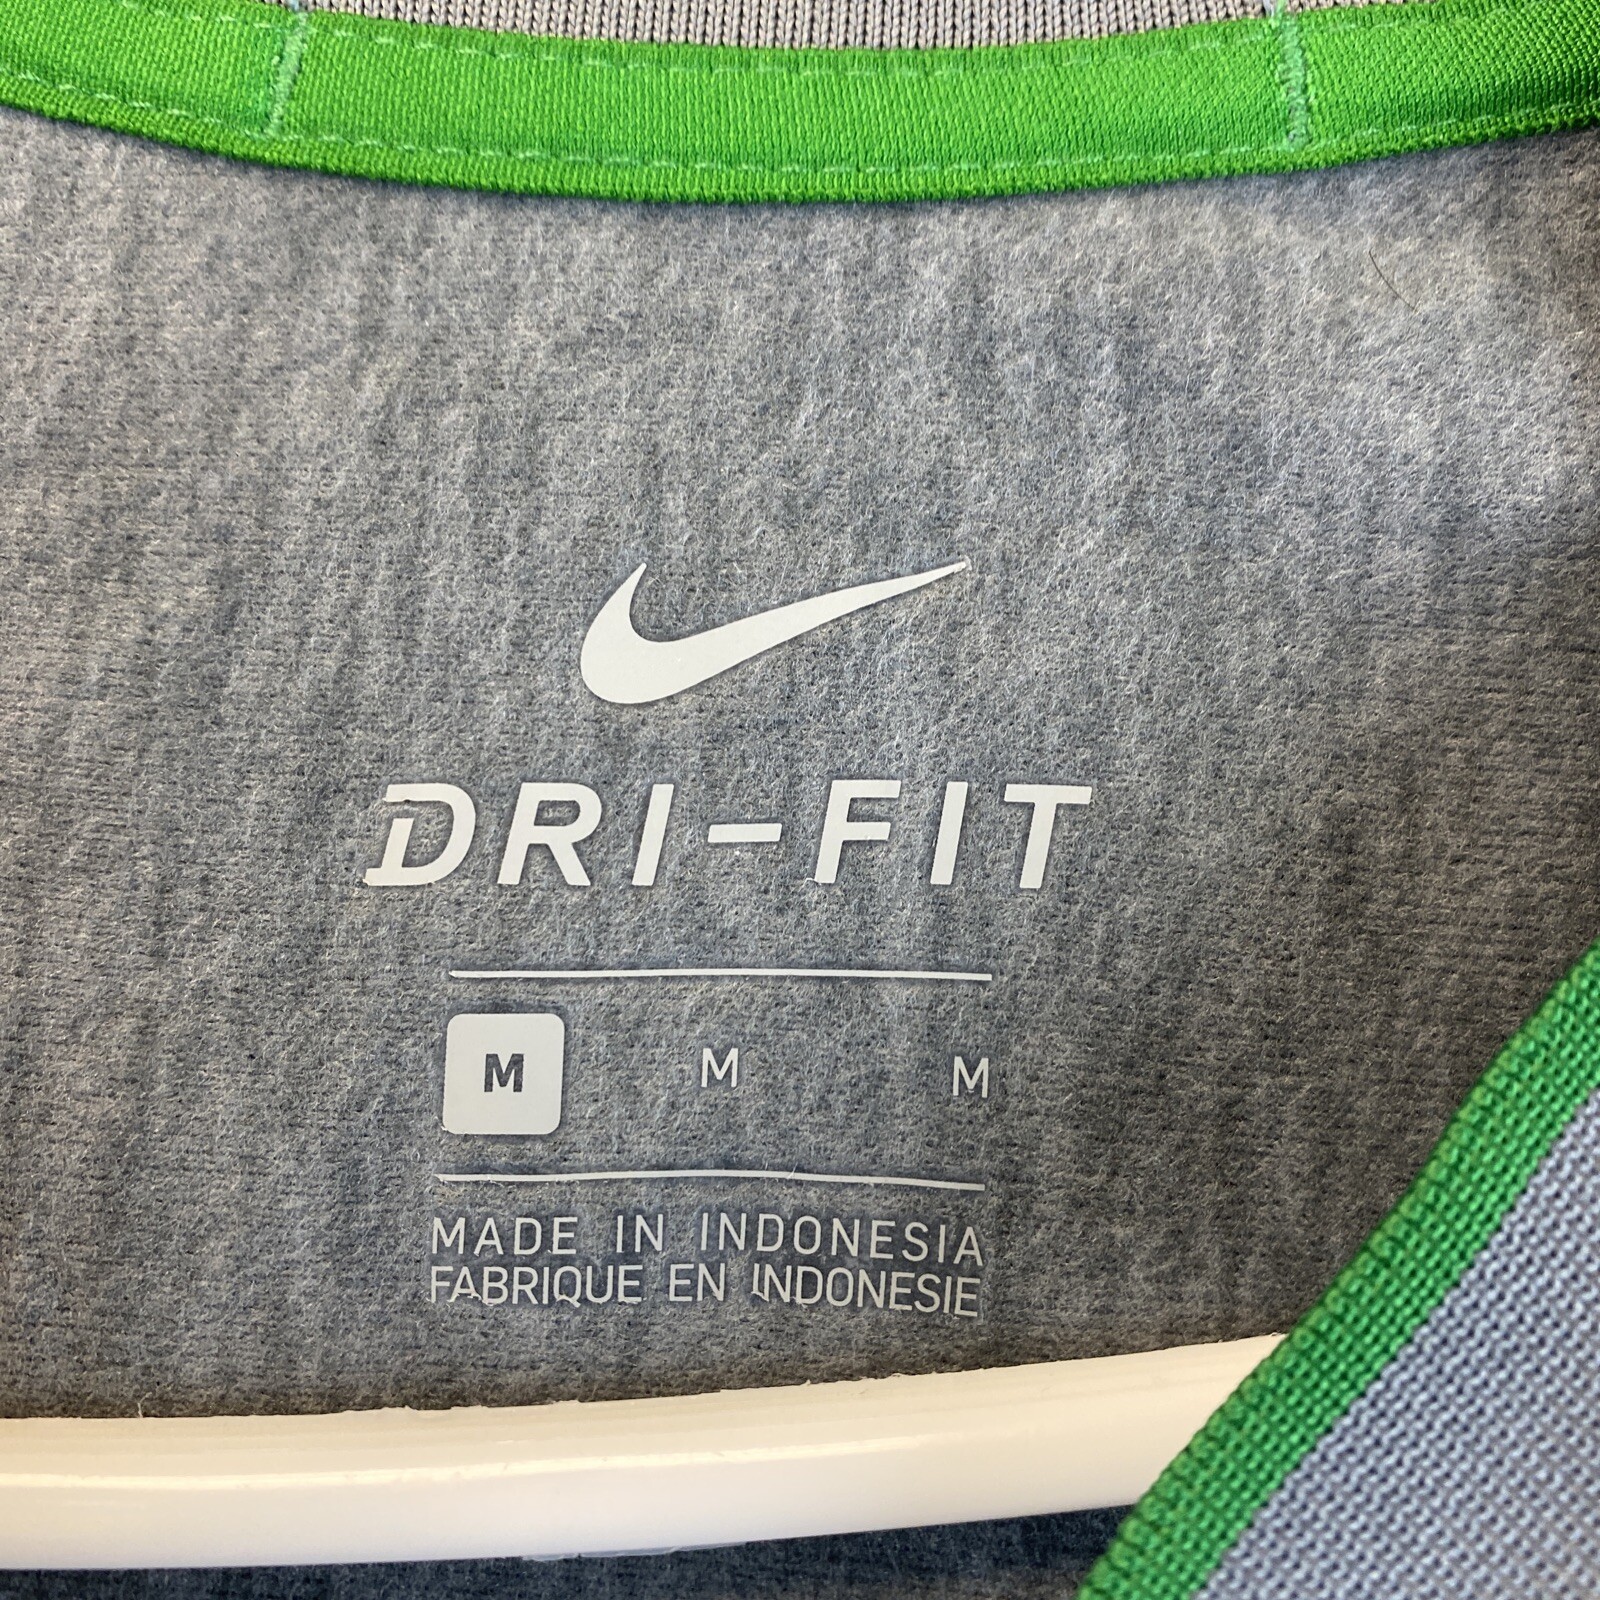 DRI-FIT
M M M
MADE IN INDONESIA
FABRIQUE EN INDONESIE